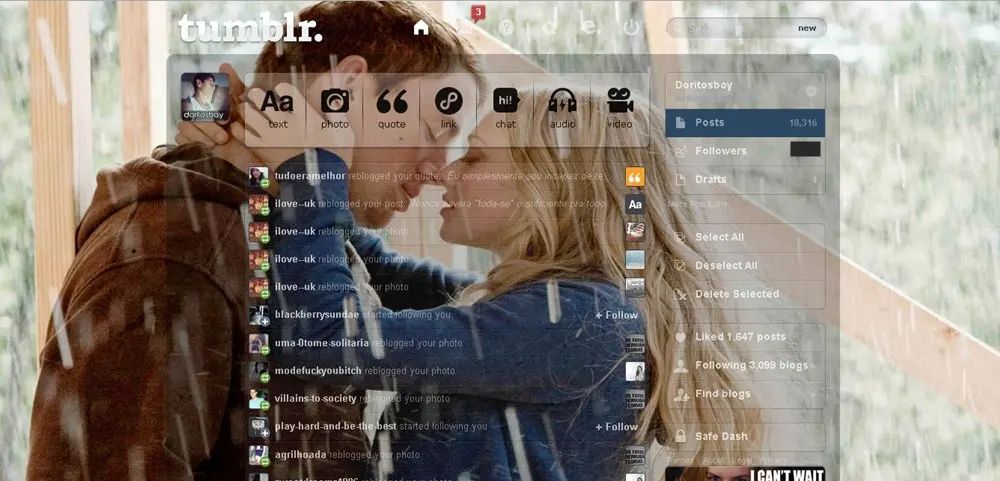 tumblr.
3
new
doritosboy
Aa
text
photo
quote
link
hi!
chat
audio
video
Doritosboy
Posts 18,316
Followers
Drafts
Select All
Deselect All
Delete Selected
Liked 1,647 posts
Following 3,099 blogs
Find blogs
Safe Dash
About Privacy
I CAN'T WAIT
tudoeramelhor reblogged your quote: Eu simplesmente sou incapaz de te
ilove--uk reblogged your post: "Nunca haverá "foda-se" o suficiente pra todo
Aa
ilove--uk reblogged your photo
ilove--uk reblogged your photo
ilove--uk reblogged your photo
blackberrysundae started following you + Follow
uma-0tome-solitaria reblogged your photo
modefuckyoubitch reblogged your photo
villains-to-society reblogged your photo
play-hard-and-be-the-best started following you + Follow
agrilhoada reblogged your photo